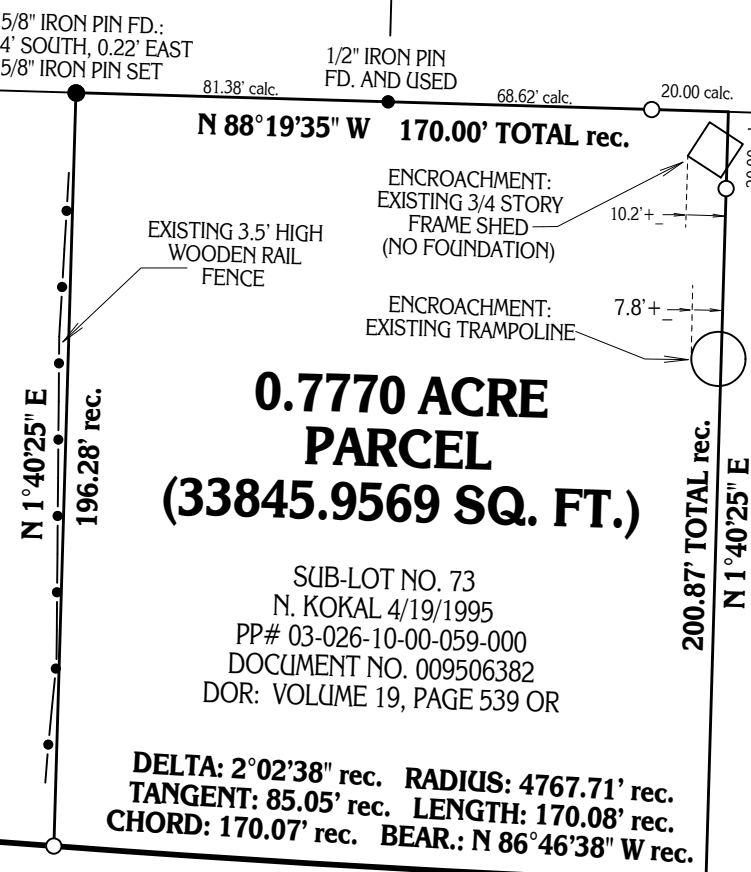 5/8" IRON PIN FD.:
4' SOUTH, 0.22' EAST
5/8" IRON PIN SET
1/2" IRON PIN
FD. AND USED
81.38' calc.
68.62' calc.
20.00 calc.
N 88°19'35" W 170.00' TOTAL rec.
ENCROACHMENT:
EXISTING 3/4 STORY
FRAME SHED
(NO FOUNDATION)
10.2'+_
EXISTING 3.5' HIGH
WOODEN RAIL
FENCE
ENCROACHMENT:
EXISTING TRAMPOLINE
7.8'+_
0.7770 ACRE
PARCEL
(33845.9569 SQ. FT.)
N 1°40'25" E
196.28' rec.
200.87' TOTAL rec.
N 1°40'25" E
SUB-LOT NO. 73
N. KOKAL 4/19/1995
PP# 03-026-10-00-059-000
DOCUMENT NO. 009506382
DOR: VOLUME 19, PAGE 539 OR
DELTA: 2°02'38" rec. RADIUS: 4767.71' rec.
TANGENT: 85.05' rec. LENGTH: 170.08' rec.
CHORD: 170.07' rec. BEAR.: N 86°46'38" W rec.